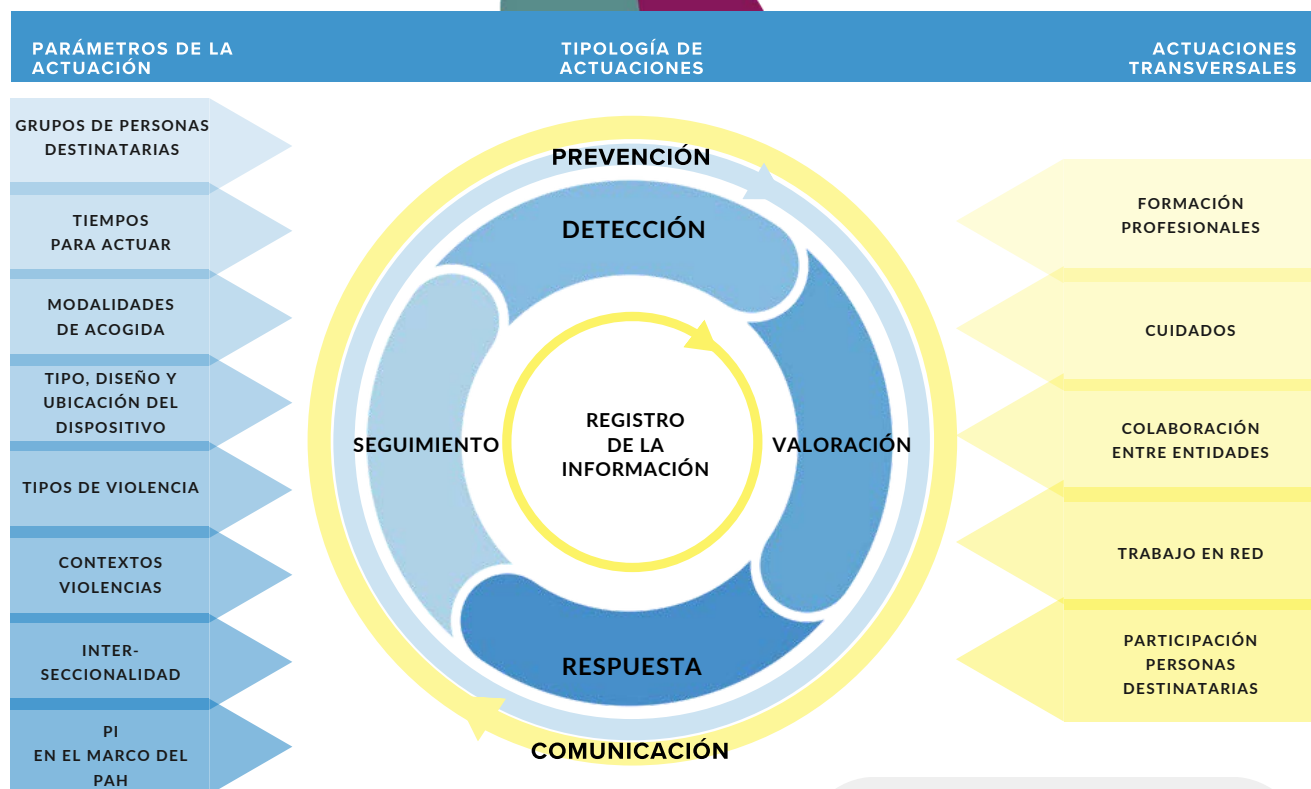 PARÁMETROS DE LA
ACTUACIÓN
TIPOLOGÍA DE
ACTUACIONES
ACTUACIONES
TRANSVERSALES
GRUPOS DE PERSONAS
DESTINATARIAS
TIEMPOS
PARA ACTUAR
MODALIDADES
DE ACOGIDA
TIPO, DISEÑO Y
UBICACIÓN DEL
DISPOSITIVO
TIPOS DE VIOLENCIA
CONTEXTOS
VIOLENCIAS
INTER-
SECCIONALIDAD
PI
EN EL MARCO DEL
PAH
PREVENCIÓN
DETECCIÓN
SEGUIMIENTO
REGISTRO
DE LA
INFORMACIÓN
VALORACIÓN
RESPUESTA
COMUNICACIÓN
FORMACIÓN
PROFESIONALES
CUIDADOS
COLABORACIÓN
ENTRE ENTIDADES
TRABAJO EN RED
PARTICIPACIÓN
PERSONAS
DESTINATARIAS